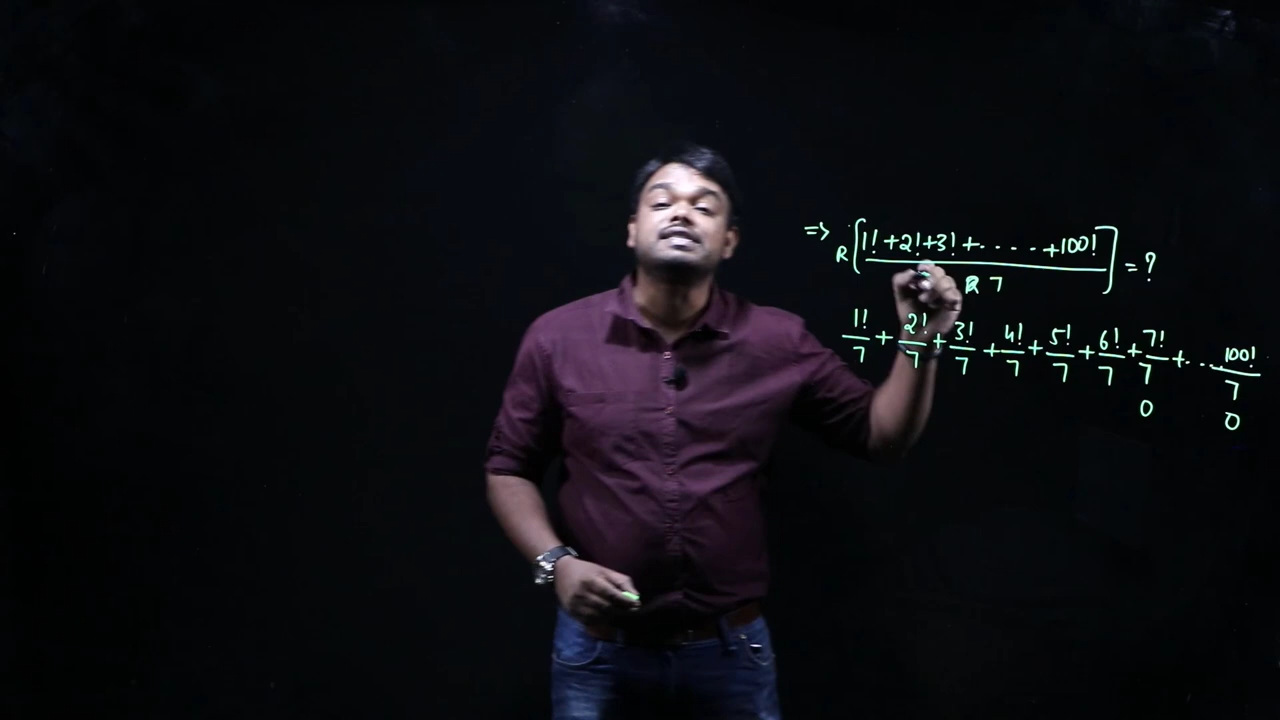 => R[1! + 2! + 3! + ..... + 100! / 7] = ?
1!/7 + 2!/7 + 3!/7 + 4!/7 + 5!/7 + 6!/7 + 7!/7 + ... 100!/7
0 0